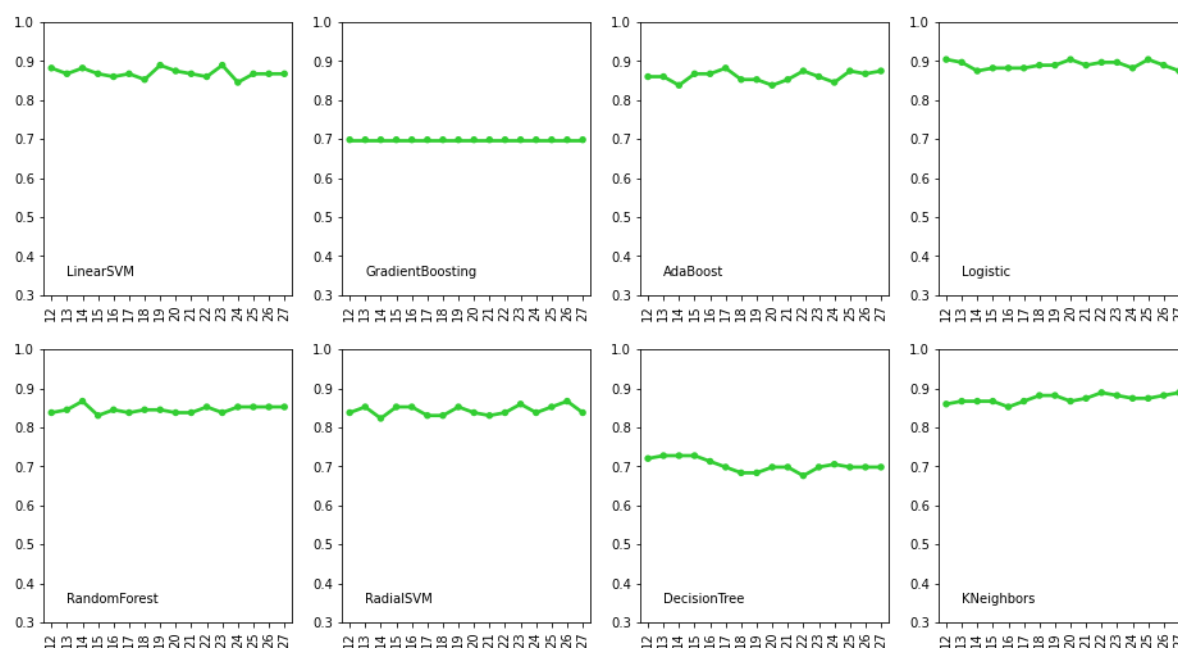 1.0 1.0 1.0 1.0
0.9 0.9 0.9 0.9
0.8 0.8 0.8 0.8
0.7 0.7 0.7 0.7
0.6 0.6 0.6 0.6
0.5 0.5 0.5 0.5
0.4 0.4 0.4 0.4
LinearSVM GradientBoosting AdaBoost Logistic
0.3 0.3 0.3 0.3
12 13 14 15 16 17 18 19 20 21 22 23 24 25 26 27 12 13 14 15 16 17 18 19 20 21 22 23 24 25 26 27 12 13 14 15 16 17 18 19 20 21 22 23 24 25 26 27 12 13 14 15 16 17 18 19 20 21 22 23 24 25 26 27
1.0 1.0 1.0 1.0
0.9 0.9 0.9 0.9
0.8 0.8 0.8 0.8
0.7 0.7 0.7 0.7
0.6 0.6 0.6 0.6
0.5 0.5 0.5 0.5
0.4 0.4 0.4 0.4
RandomForest RadialSVM DecisionTree KNeighbors
0.3 0.3 0.3 0.3
12 13 14 15 16 17 18 19 20 21 22 23 24 25 26 27 12 13 14 15 16 17 18 19 20 21 22 23 24 25 26 27 12 13 14 15 16 17 18 19 20 21 22 23 24 25 26 27 12 13 14 15 16 17 18 19 20 21 22 23 24 25 26 27